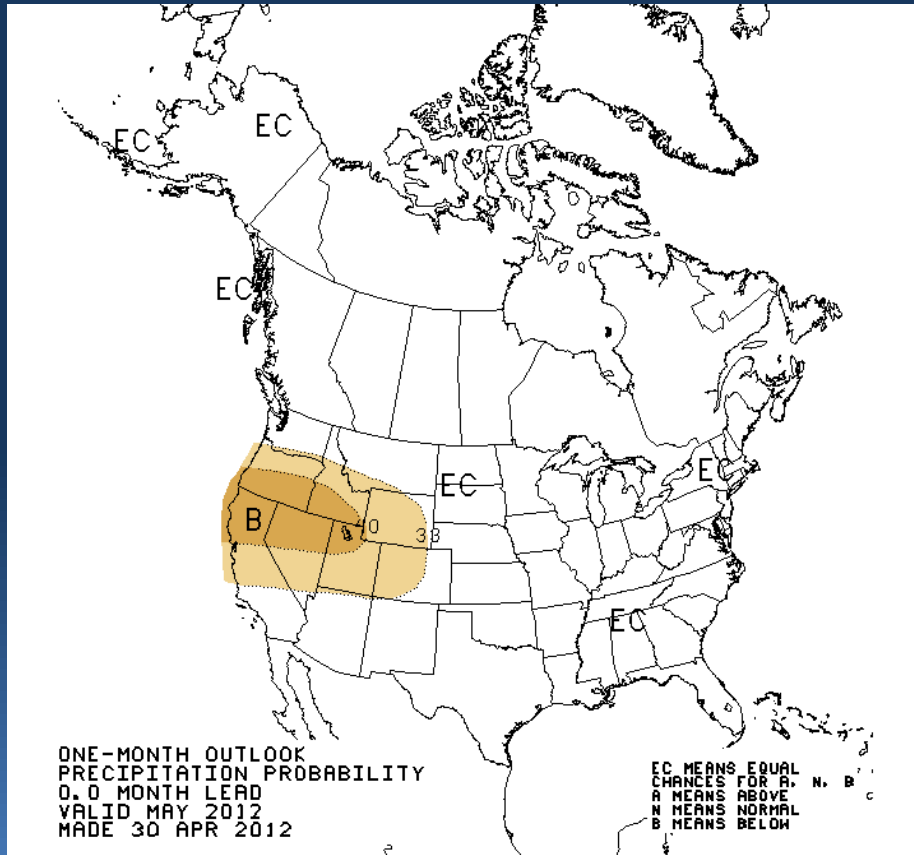 EC
EC
EC
EC
EC
B
33
EC
ONE-MONTH OUTLOOK
PRECIPITATION PROBABILITY
0.0 MONTH LEAD
VALID MAY 2012
MADE 30 APR 2012
EC MEANS EQUAL
CHANCES FOR A, N, B
A MEANS ABOVE
N MEANS NORMAL
B MEANS BELOW